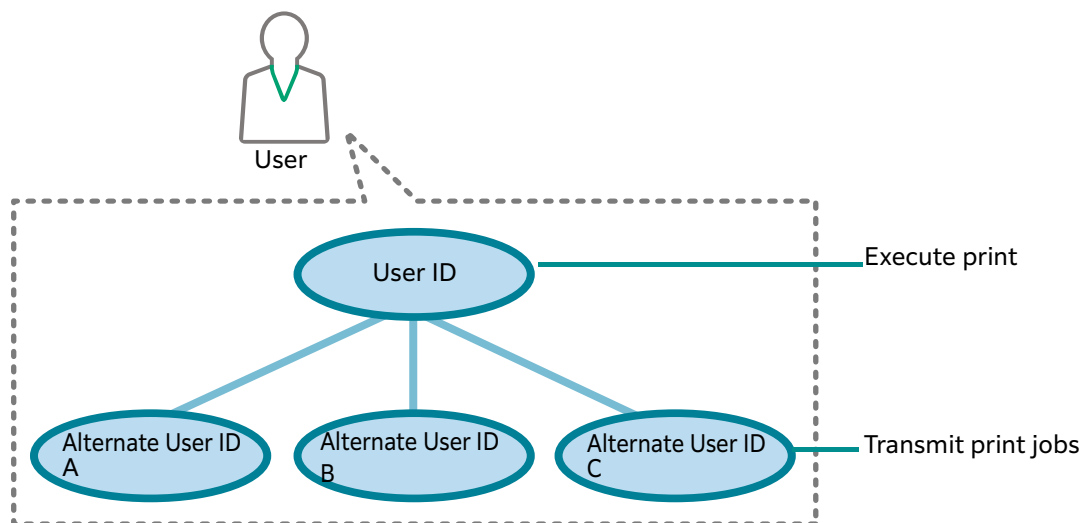 User
User ID
Execute print
Alternate User ID
A
Alternate User ID
B
Alternate User ID
C
Transmit print jobs